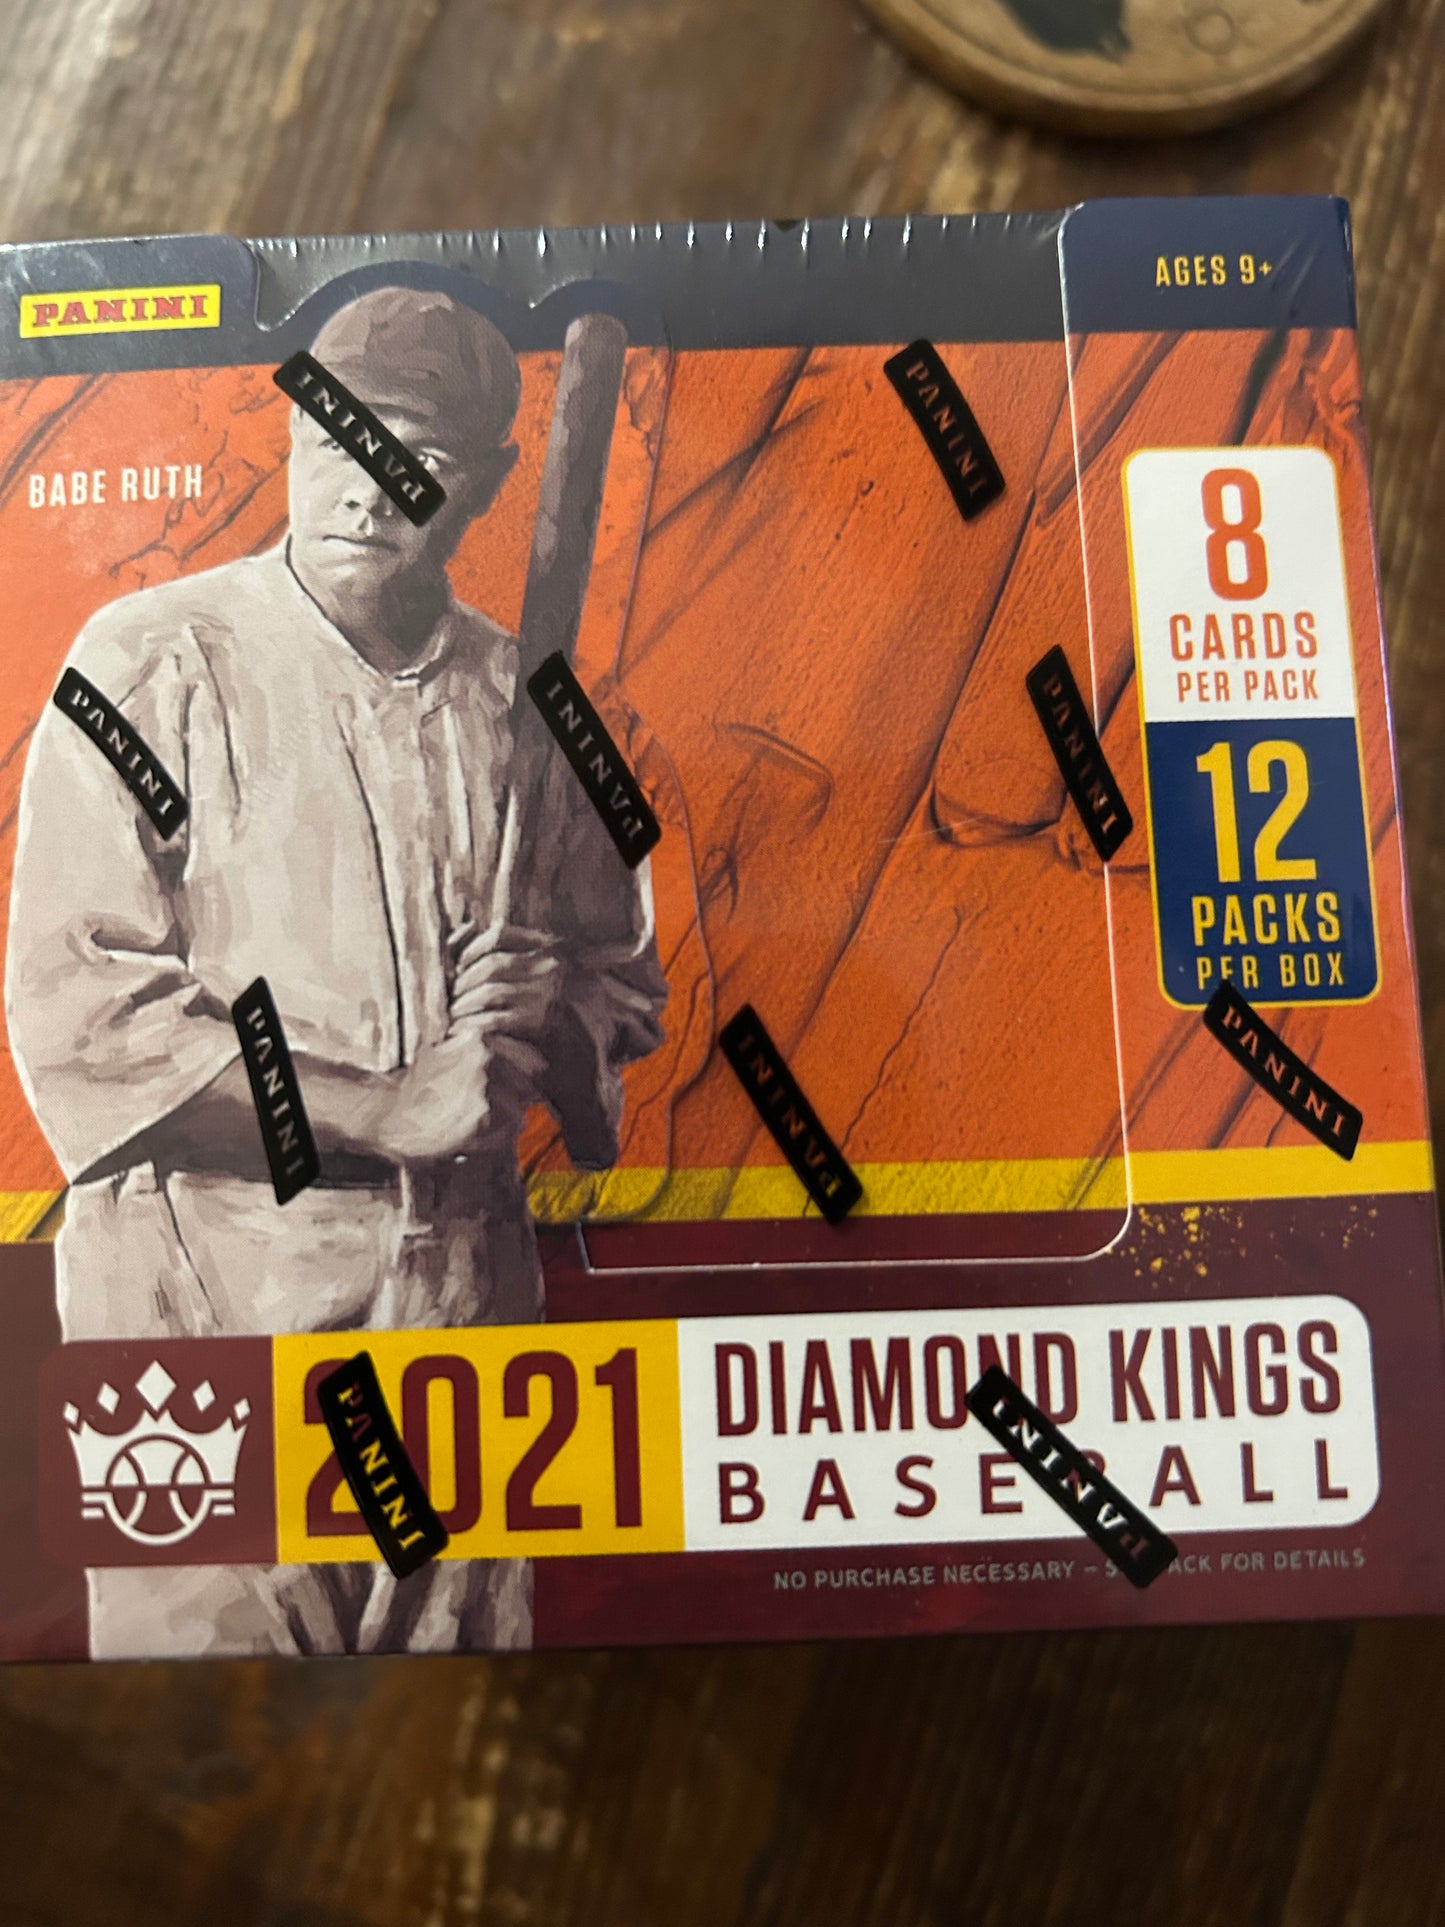 PANINI
AGES 9+
BABE RUTH
PANINI
PANINI
8
CARDS
PER PACK
12
PACKS
PER BOX
PANINI
PANINI
PANINI
PANINI
PANINI
PANINI
2021
DIAMOND KINGS
BASEBALL
PANINI
PANINI
NO PURCHASE NECESSARY – PACK FOR DETAILS